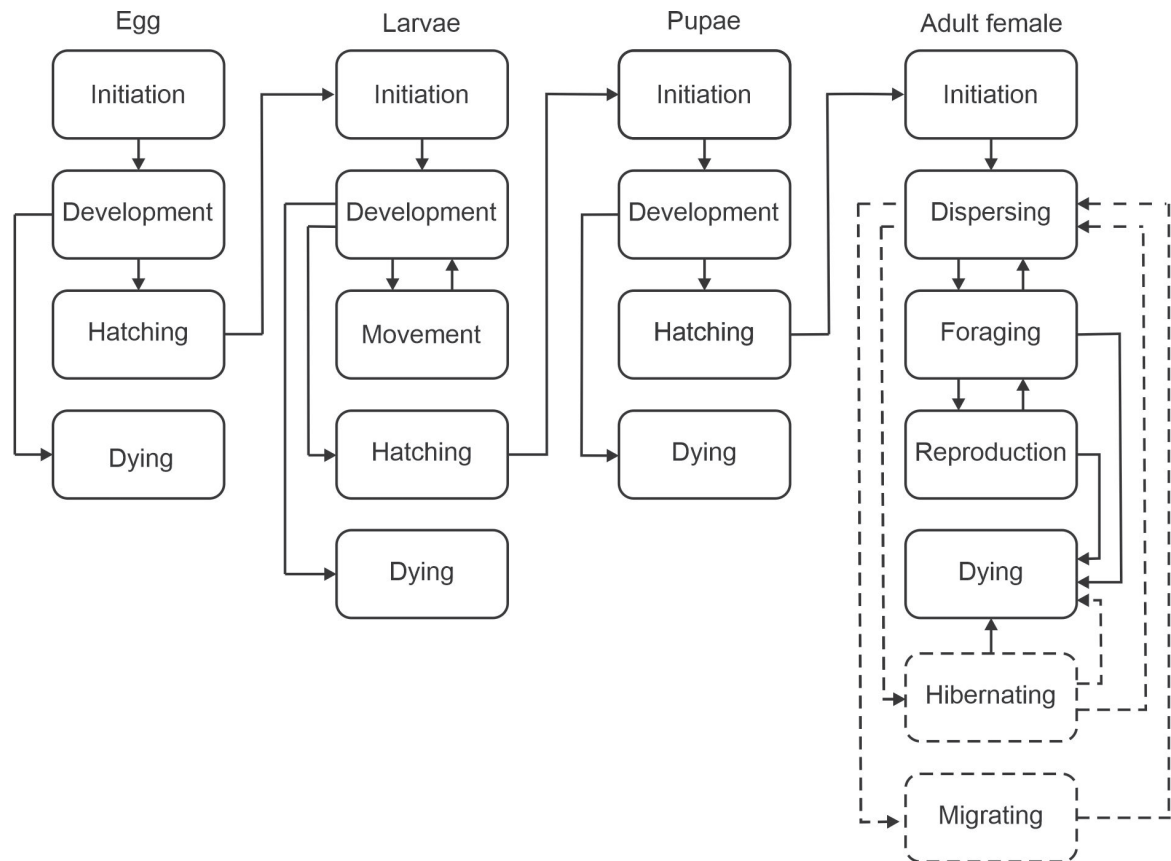 Egg
Initiation
Development
Hatching
Dying
Larvae
Initiation
Development
Movement
Hatching
Dying
Pupae
Initiation
Development
Hatching
Dying
Adult female
Initiation
Dispersing
Foraging
Reproduction
Dying
Hibernating
Migrating